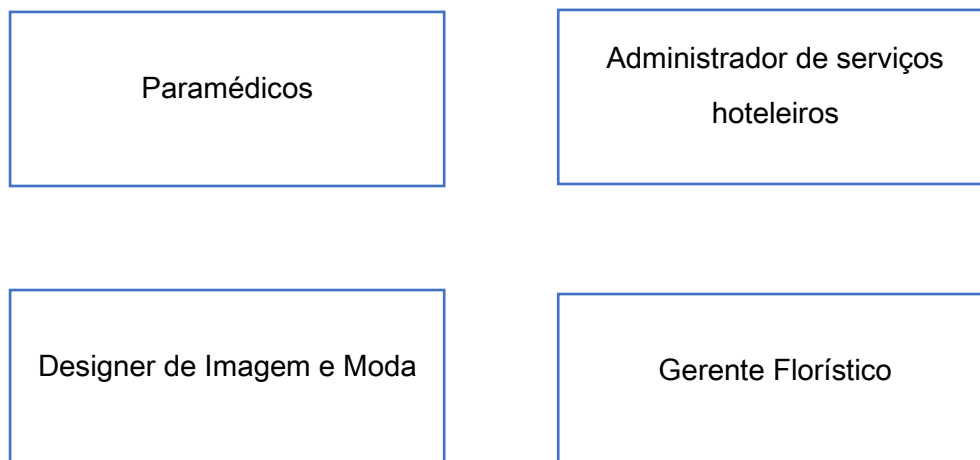 Paramédicos
Administrador de serviços
hoteleiros
Designer de Imagem e Moda
Gerente Florístico